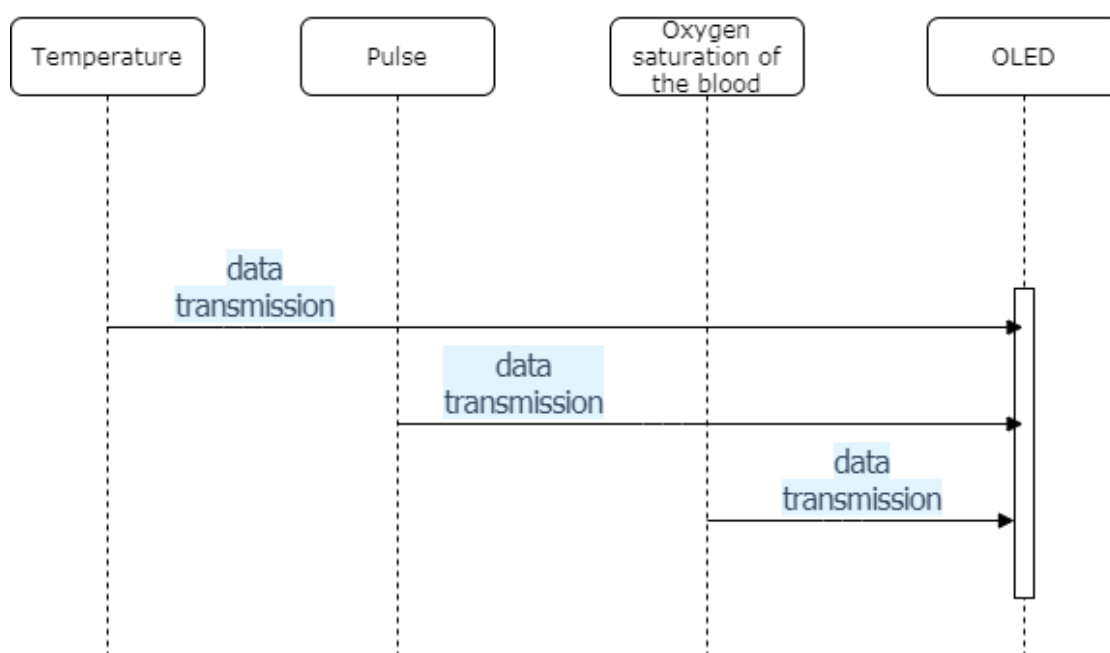 Temperature
Pulse
Oxygen
saturation of
the blood
OLED
data
transmission
data
transmission
data
transmission